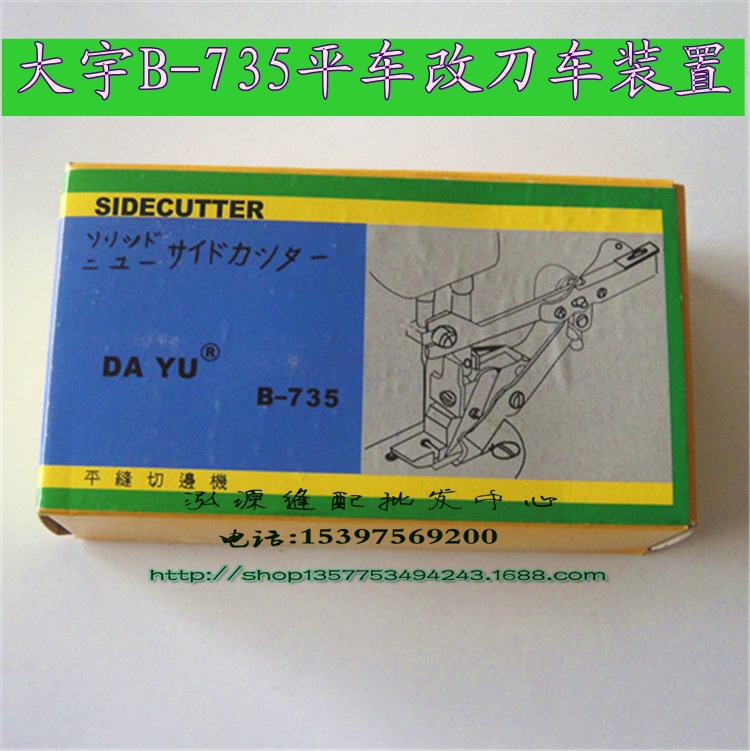 大宇B-735平车改刀车装置
SIDECUTTER
ソリッド
ニュー サイドカッター
DA YU®
B-735
平縫切邊機
泓源缝配批发中心
电话:15397569200
http://shop1357753494243.1688.com/